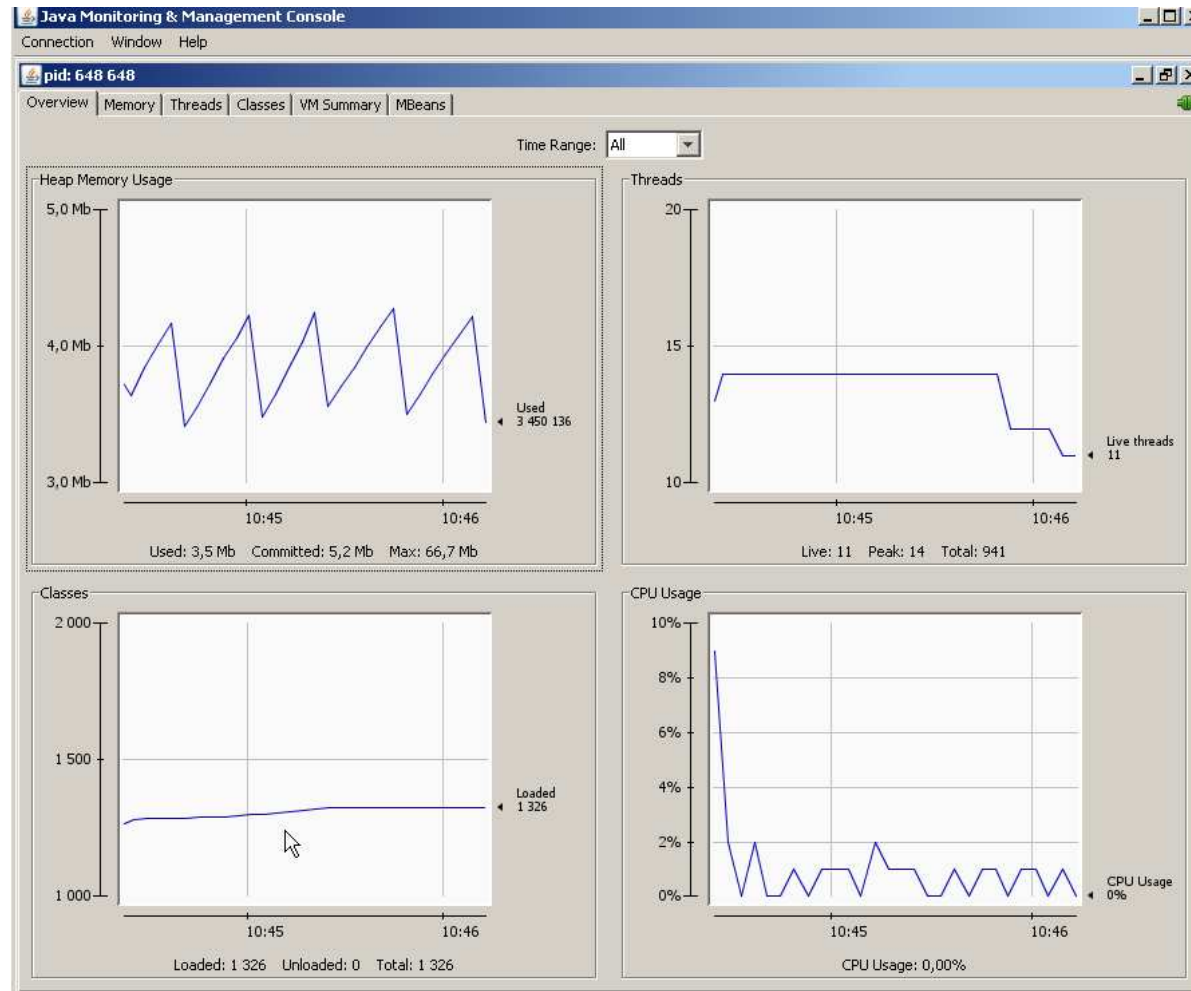 Java Monitoring & Management Console
Connection Window Help
pid: 648 648
Overview Memory Threads Classes VM Summary MBeans
Time Range: All
Heap Memory Usage
5,0 Mb
4,0 Mb
3,0 Mb
Used
3 450 136
10:45 10:46
Used: 3,5 Mb Committed: 5,2 Mb Max: 66,7 Mb
Threads
20
15
10
Live threads
11
10:45 10:46
Live: 11 Peak: 14 Total: 941
Classes
2 000
1 500
1 000
Loaded
1 326
10:45 10:46
Loaded: 1 326 Unloaded: 0 Total: 1 326
CPU Usage
10%
8%
6%
4%
2%
0%
CPU Usage
0%
10:45 10:46
CPU Usage: 0,00%